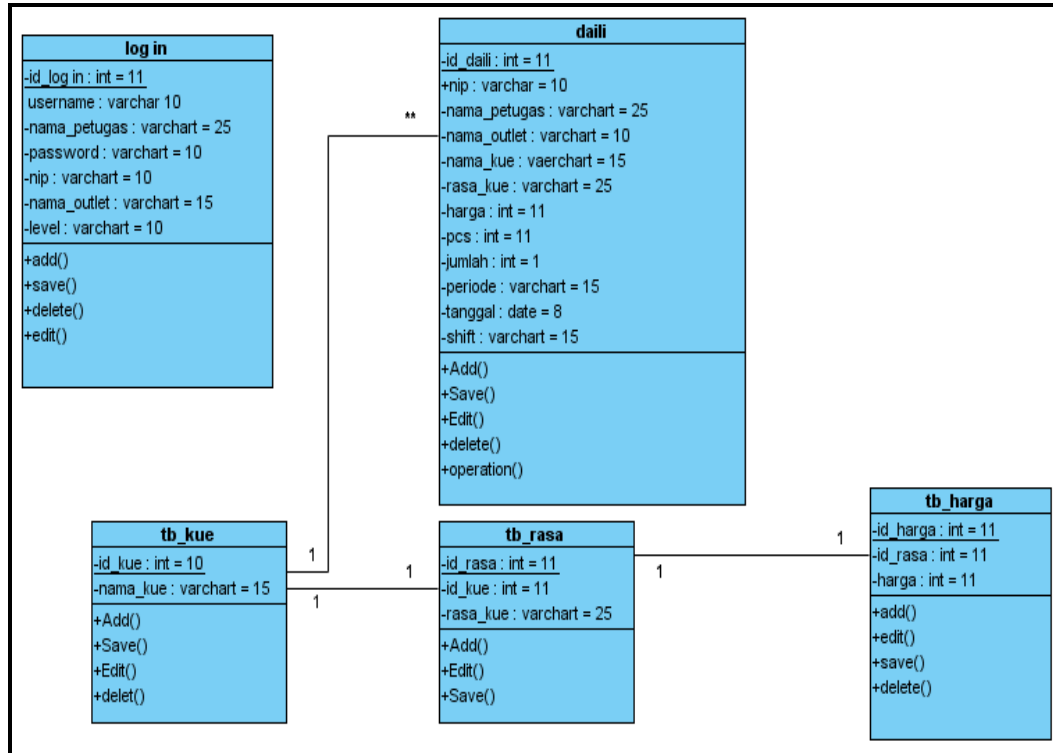 log in
-id_log in : int = 11
username : varchar 10
-nama_petugas : varchart = 25
-password : varchart = 10
-nip : varchart = 10
-nama_outlet : varchart = 15
-level : varchart = 10
+add()
+save()
+delete()
+edit()
daili
-id_daili : int = 11
+nip : varchar = 10
-nama_petugas : varchart = 25
-nama_outlet : varchart = 10
-nama_kue : vaerchart = 15
-rasa_kue : varchart = 25
-harga : int = 11
-pcs : int = 11
-jumlah : int = 1
-periode : varchart = 15
-tanggal : date = 8
-shift : varchart = 15
+Add()
+Save()
+Edit()
+delete()
+operation()
**
tb_kue
-id_kue : int = 10
-nama_kue : varchart = 15
+Add()
+Save()
+Edit()
+delet()
1
1
1
tb_rasa
-id_rasa : int = 11
-id_kue : int = 11
-rasa_kue : varchart = 25
+Add()
+Edit()
+Save()
1
1
tb_harga
-id_harga : int = 11
-id_rasa : int = 11
-harga : int = 11
+add()
+edit()
+save()
+delete()